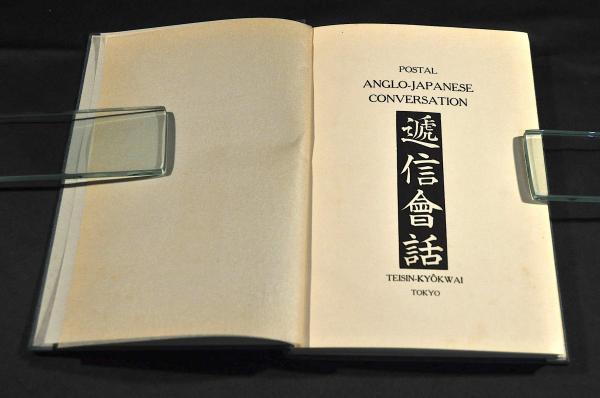 POSTAL
ANGLO-JAPANESE
CONVERSATION
遞信會話
TEISIN-KYÔKWAI
TOKYO